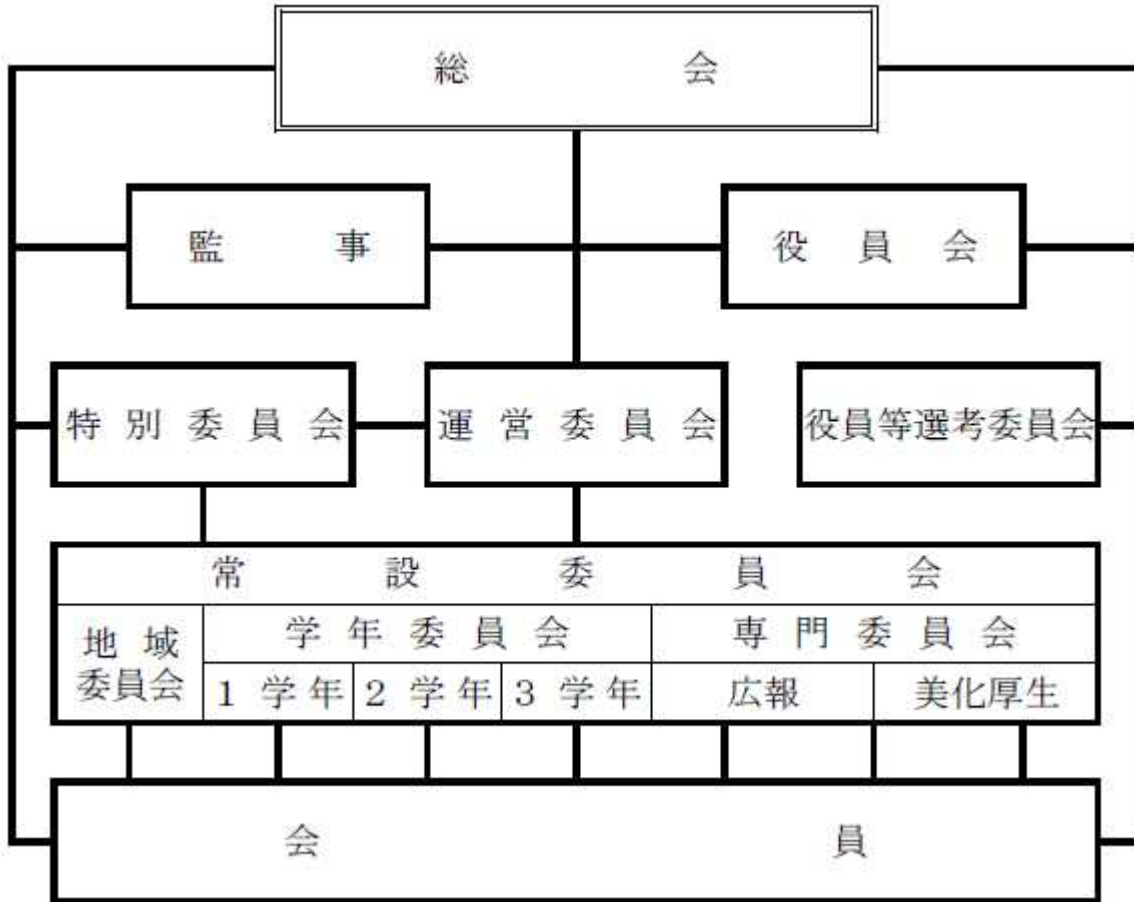 総会
監事
役員会
特別委員会
運営委員会
役員等選考委員会
常設委員会
地域
委員会
学年委員会
専門委員会
1学年
2学年
3学年
広報
美化厚生
会員